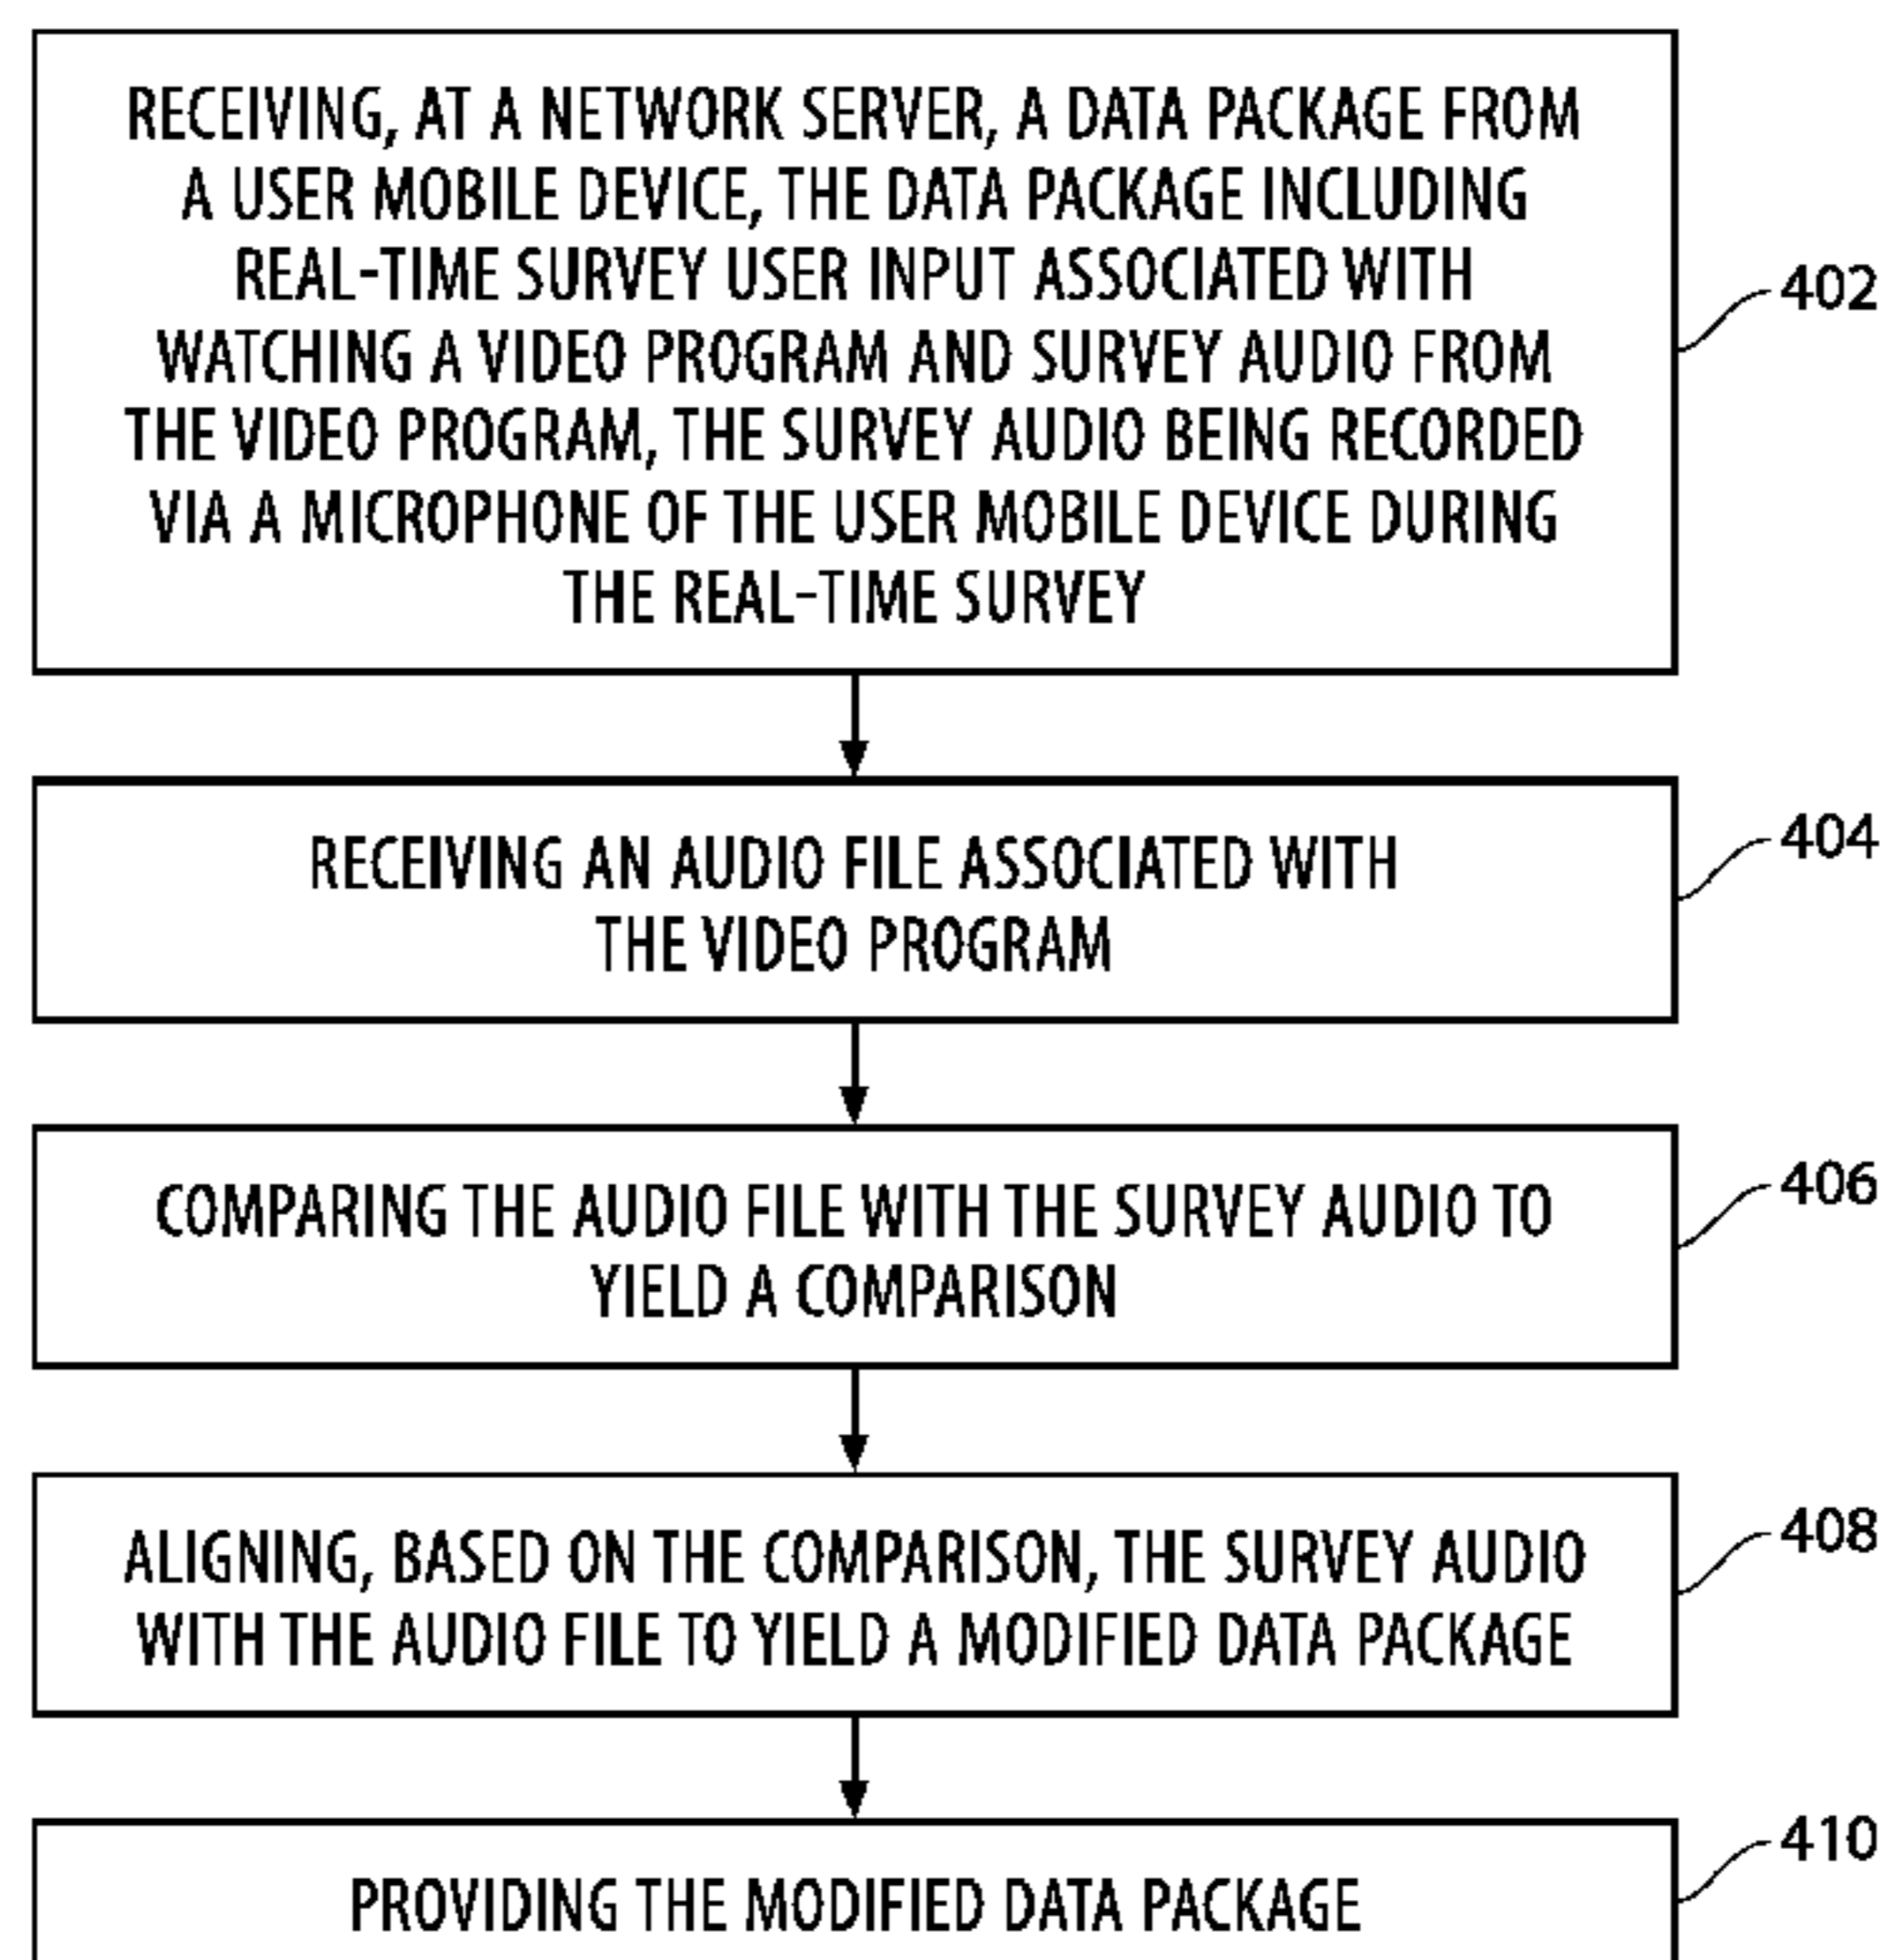 RECEIVING, AT A NETWORK SERVER, A DATA PACKAGE FROM
A USER MOBILE DEVICE, THE DATA PACKAGE INCLUDING
REAL-TIME SURVEY USER INPUT ASSOCIATED WITH
WATCHING A VIDEO PROGRAM AND SURVEY AUDIO FROM
THE VIDEO PROGRAM, THE SURVEY AUDIO BEING RECORDED
VIA A MICROPHONE OF THE USER MOBILE DEVICE DURING
THE REAL-TIME SURVEY
402
RECEIVING AN AUDIO FILE ASSOCIATED WITH
THE VIDEO PROGRAM
404
COMPARING THE AUDIO FILE WITH THE SURVEY AUDIO TO
YIELD A COMPARISON
406
ALIGNING, BASED ON THE COMPARISON, THE SURVEY AUDIO
WITH THE AUDIO FILE TO YIELD A MODIFIED DATA PACKAGE
408
PROVIDING THE MODIFIED DATA PACKAGE
410